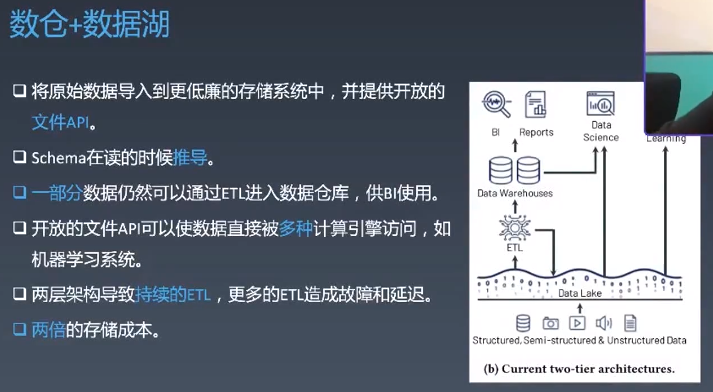 数仓+数据湖
将原始数据导入到更低廉的存储系统中，并提供开放的
文件API。
Schema在读的时候推导。
一部分数据仍然可以通过ETL进入数据仓库，供BI使用。
开放的文件API可以使数据直接被多种计算引擎访问，如
机器学习系统。
两层架构导致持续的ETL，更多的ETL造成故障和延迟。
两倍的存储成本。
BI
Reports
Data
Science
Learning
Data Warehouses
ETL
Data Lake
Structured, Semi-structured & Unstructured Data
(b) Current two-tier architectures.